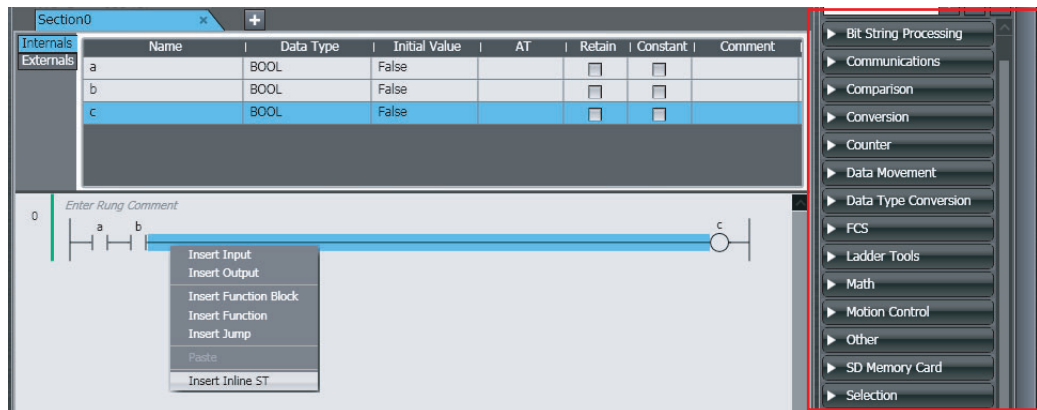 Section0 × +
Internals
Externals
Name Data Type Initial Value AT Retain Constant Comment
a BOOL False
b BOOL False
c BOOL False
0
Enter Rung Comment
a b c
Insert Input
Insert Output
Insert Function Block
Insert Function
Insert Jump
Paste
Insert Inline ST
Bit String Processing
Communications
Comparison
Conversion
Counter
Data Movement
Data Type Conversion
FCS
Ladder Tools
Math
Motion Control
Other
SD Memory Card
Selection